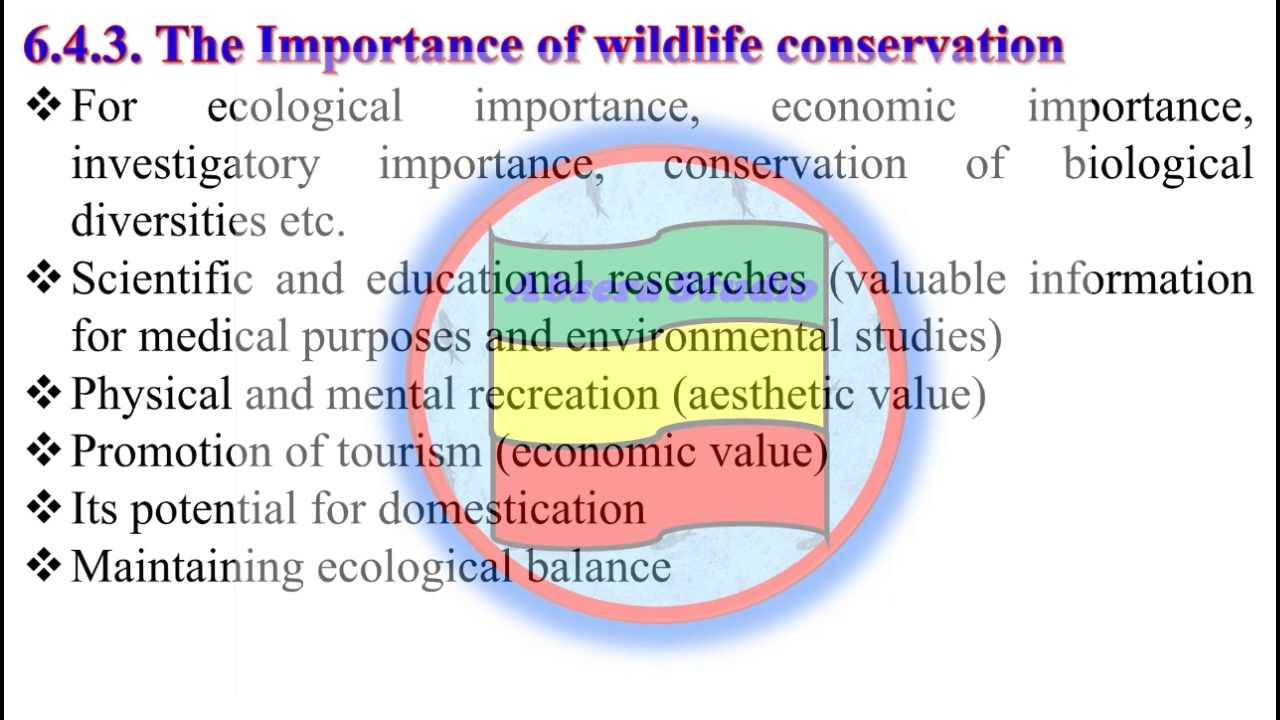 6.4.3. The Importance of wildlife conservation
❖ For ecological importance, economic importance,
investigatory importance, conservation of biological
diversities etc.
❖ Scientific and educational researches (valuable information
for medical purposes and environmental studies)
❖ Physical and mental recreation (aesthetic value)
❖ Promotion of tourism (economic value)
❖ Its potential for domestication
❖ Maintaining ecological balance
Absera Studio